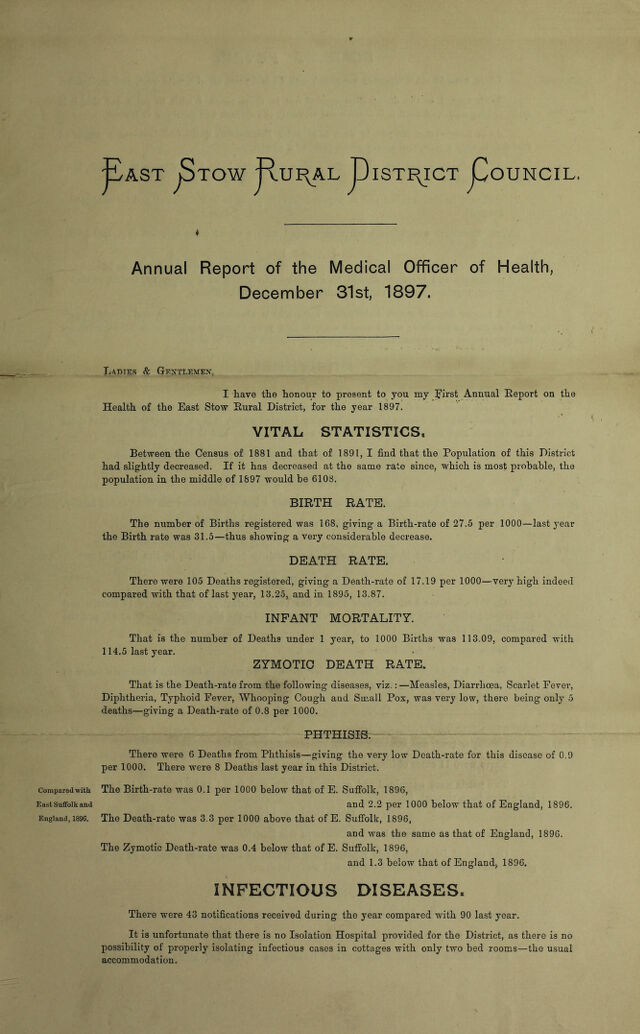 East Stow Rural District Council.
Annual Report of the Medical Officer of Health,
December 31st, 1897.
Ladies & Gentlemen,
I have the honour to present to you my First Annual Report on the
Health of the East Stow Rural District, for the year 1897.
VITAL STATISTICS.
Between the Census of 1881 and that of 1891, I find that the Population of this District
had slightly decreased. If it has decreased at the same rate since, which is most probable, the
population in the middle of 1897 would be 6108.
BIRTH RATE.
The number of Births registered was 168, giving a Birth-rate of 27.5 per 1000—last year
the Birth rate was 31.5—thus showing a very considerable decrease.
DEATH RATE.
There were 105 Deaths registered, giving a Death-rate of 17.19 per 1000—very high indeed
compared with that of last year, 13.25, and in 1895, 13.87.
INFANT MORTALITY.
That is the number of Deaths under 1 year, to 1000 Births was 113.09, compared with
114.5 last year.
ZYMOTIC DEATH RATE.
That is the Death-rate from the following diseases, viz.:—Measles, Diarrhœa, Scarlet Fever,
Diphtheria, Typhoid Fever, Whooping Cough and Small Pox, was very low, there being only 5
deaths—giving a Death-rate of 0.8 per 1000.
PHTHISIS.
There were 6 Deaths from Phthisis—giving the very low Death-rate for this disease of 0.9
per 1000. There were 8 Deaths last year in this District.
Compared with
East Suffolk and
England, 1896.
The Birth-rate was 0.1 per 1000 below that of E. Suffolk, 1896,
and 2.2 per 1000 below that of England, 1896.
The Death-rate was 3.3 per 1000 above that of E. Suffolk, 1896,
and was the same as that of England, 1896.
The Zymotic Death-rate was 0.4 below that of E. Suffolk, 1896,
and 1.3 below that of England, 1896.
INFECTIOUS DISEASES.
There were 43 notifications received during the year compared with 90 last year.
It is unfortunate that there is no Isolation Hospital provided for the District, as there is no
possibility of properly isolating infectious cases in cottages with only two bed rooms—the usual
accommodation.